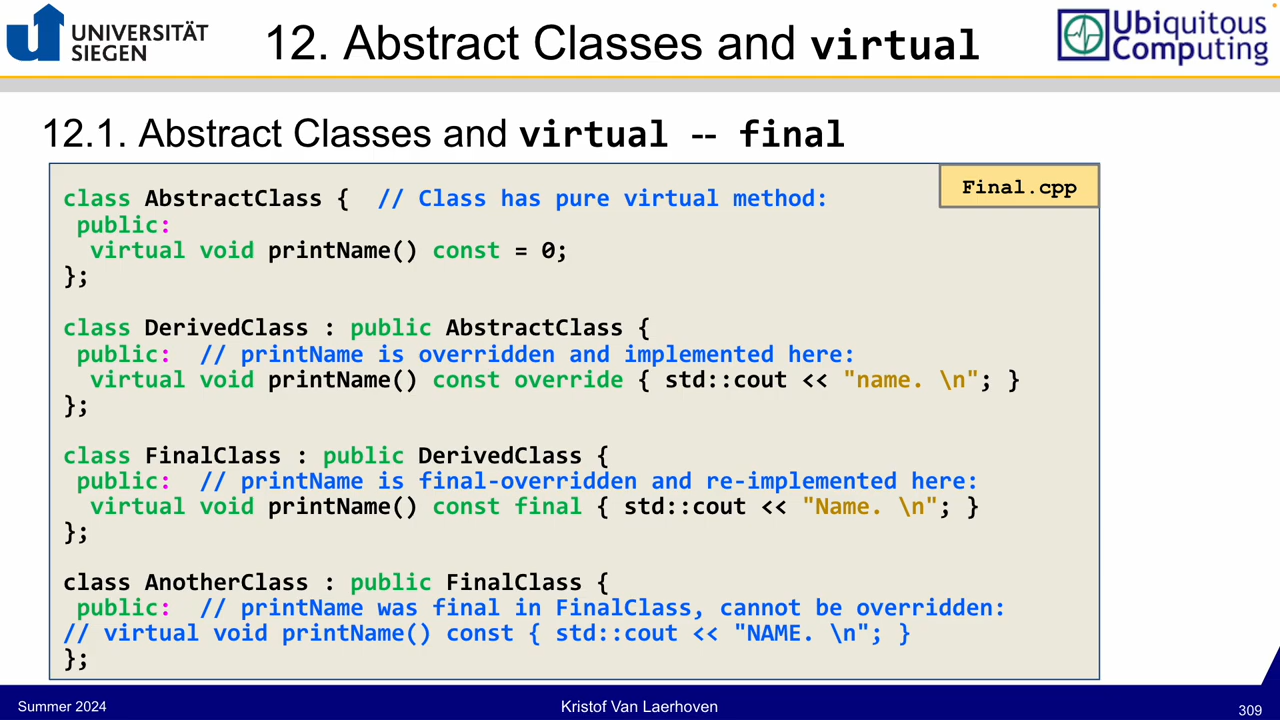 UNIVERSITÄT
SIEGEN
12. Abstract Classes and virtual
Ubiquitous
Computing
12.1. Abstract Classes and virtual -- final
Final.cpp
class AbstractClass {  // Class has pure virtual method:
 public:
  virtual void printName() const = 0;
};
class DerivedClass : public AbstractClass {
 public:  // printName is overridden and implemented here:
  virtual void printName() const override { std::cout << "name. \n"; }
};
class FinalClass : public DerivedClass {
 public:  // printName is final-overridden and re-implemented here:
  virtual void printName() const final { std::cout << "Name. \n"; }
};
class AnotherClass : public FinalClass {
 public:  // printName was final in FinalClass, cannot be overridden:
// virtual void printName() const { std::cout << "NAME. \n"; }
};
Summer 2024
Kristof Van Laerhoven
309